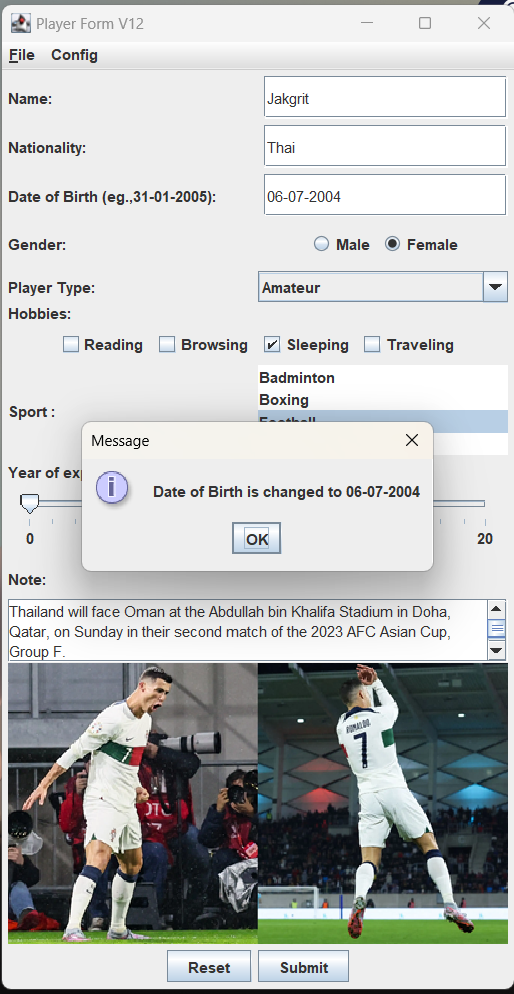 Player Form V12
File Config
Name: Jakgrit
Nationality: Thai
Date of Birth (eg.,31-01-2005): 06-07-2004
Gender: Male Female
Player Type: Amateur
Hobbies:
Reading Browsing Sleeping Traveling
Badminton
Boxing
Sport : Football
Message
Date of Birth is changed to 06-07-2004
OK
Year of
0 20
Note:
Thailand will face Oman at the Abdullah bin Khalifa Stadium in Doha,
Qatar, on Sunday in their second match of the 2023 AFC Asian Cup,
Group F.
7
RONALDO
7
Reset Submit